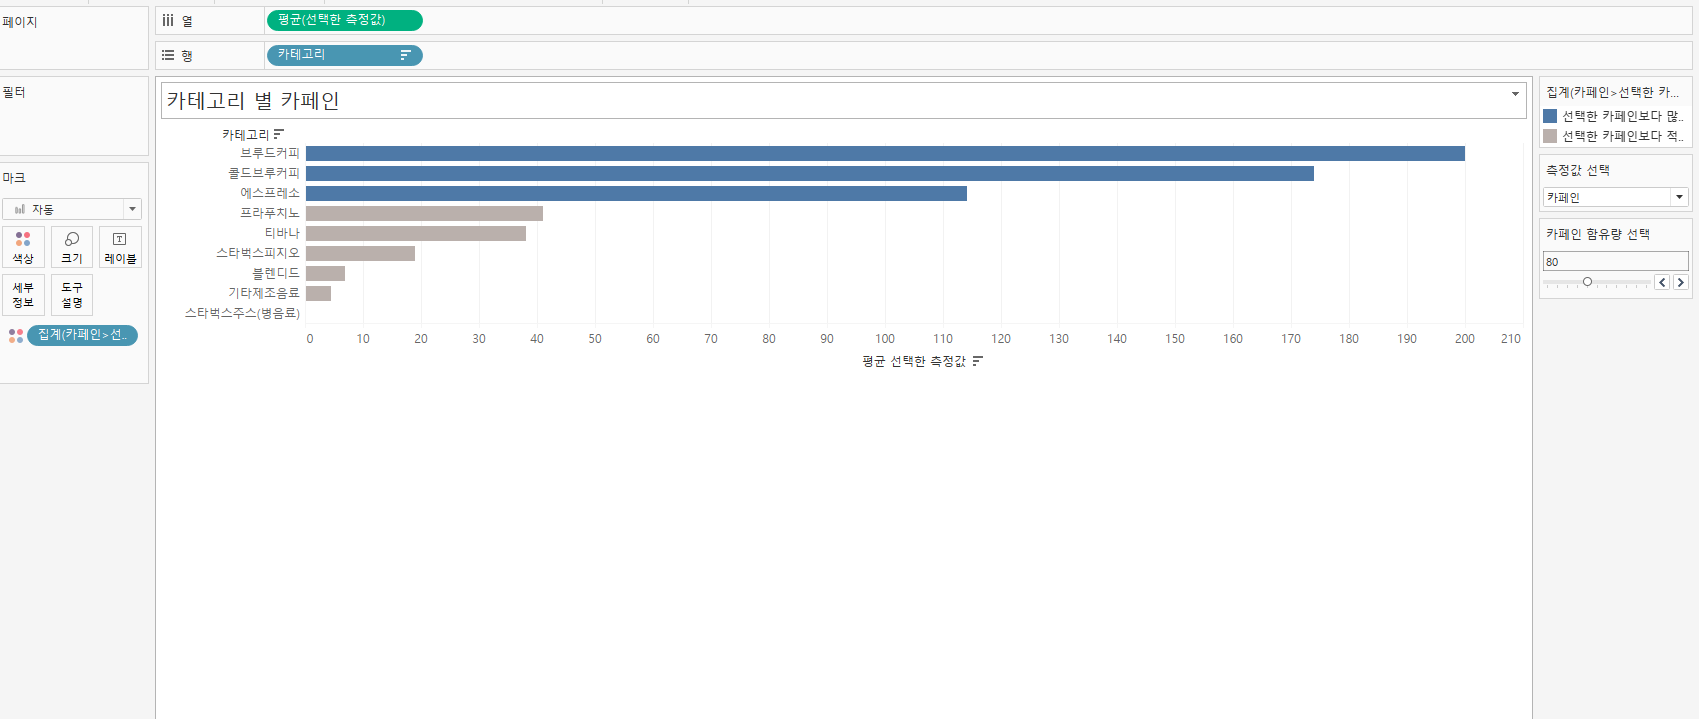 페이지
열
평균(선택한 측정값)
행
카테고리
필터
마크
자동
색상
크기
레이블
세부
정보
도구
설명
집계(카페인>선..
카테고리 별 카페인
카테고리
브루드커피
콜드브루커피
에스프레소
프라푸치노
티바나
스타벅스피지오
블렌디드
기타제조음료
스타벅스주스(병음료)
0 10 20 30 40 50 60 70 80 90 100 110 120 130 140 150 160 170 180 190 200 210
평균 선택한 측정값
집계(카페인>선택한 카...
선택한 카페인보다 많..
선택한 카페인보다 적..
측정값 선택
카페인
카페인 함유량 선택
80